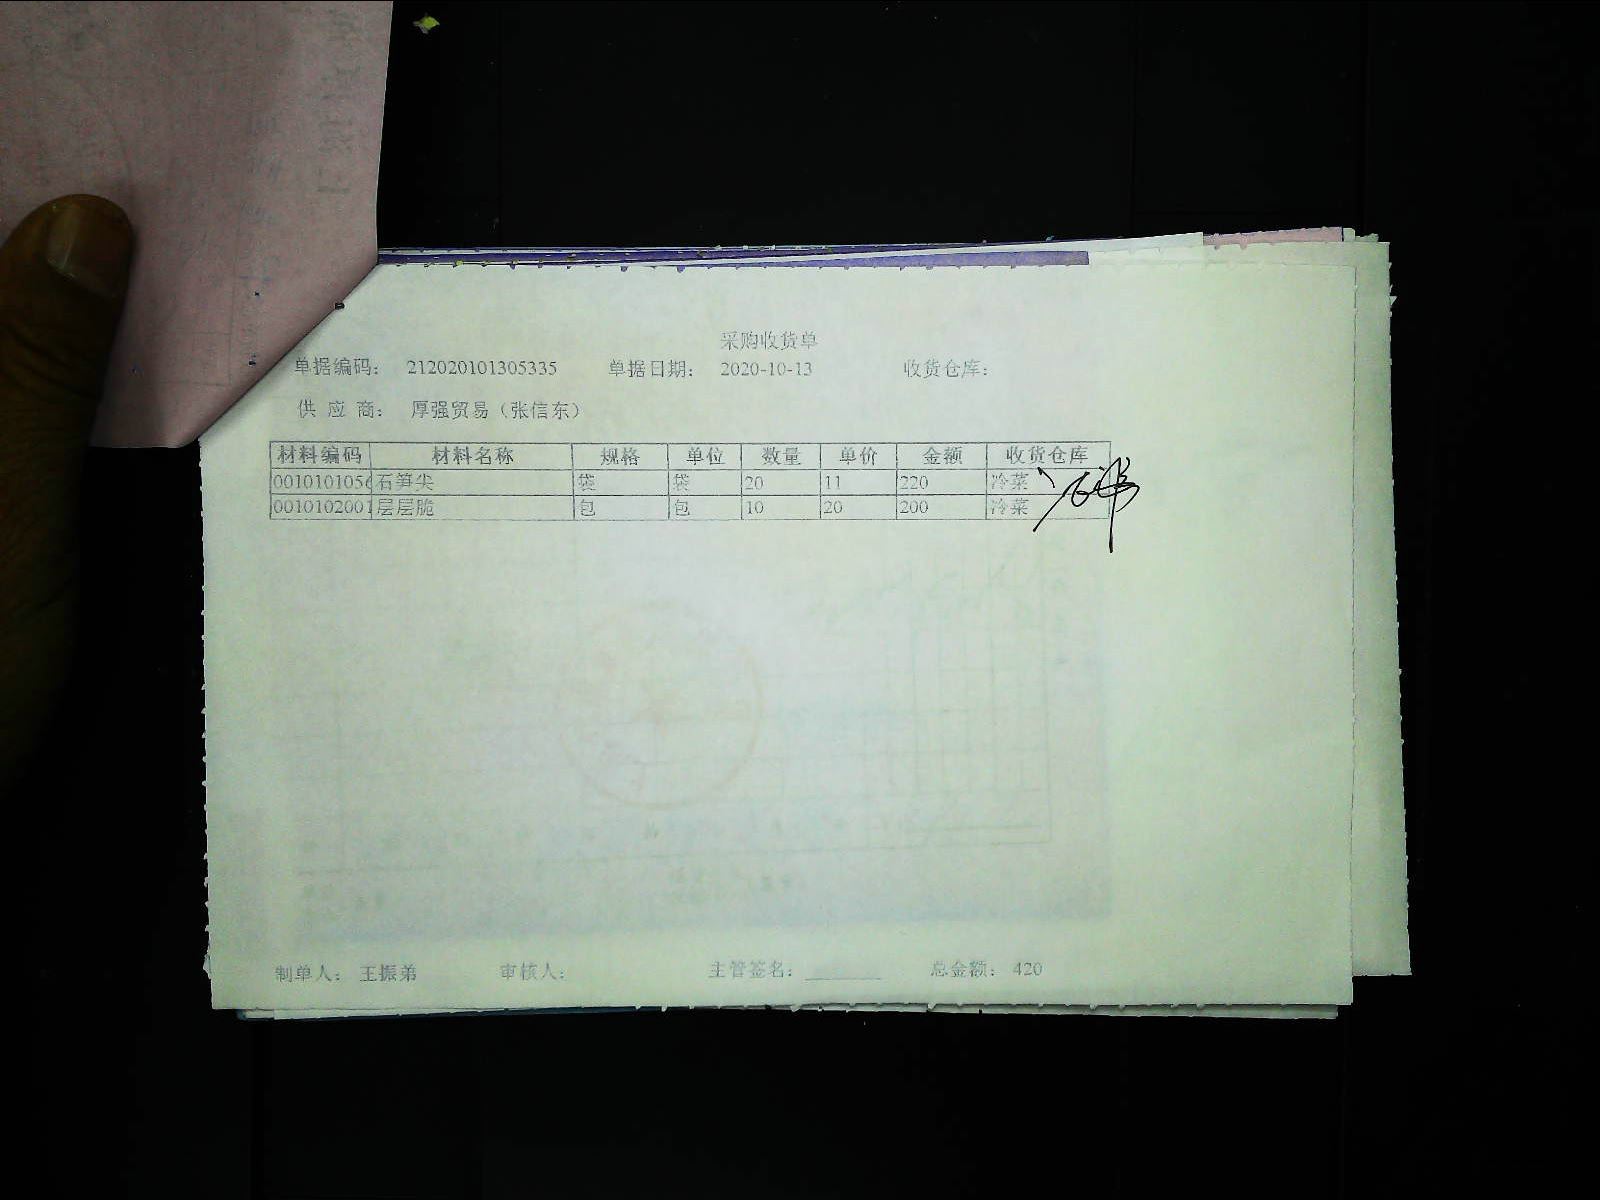 采购收货单
单据编码： 212020101305335 单据日期： 2020-10-13 收货仓库：
供 应 商： 厚强贸易（张信东）
材料编码 材料名称 规格 单位 数量 单价 金额 收货仓库
0010101056 石笋尖 袋 袋 20 11 220 冷菜
0010102001 层层脆 包 包 10 20 200 冷菜
制单人： 王振弟 审核人： 主管签名： ________ 总金额： 420